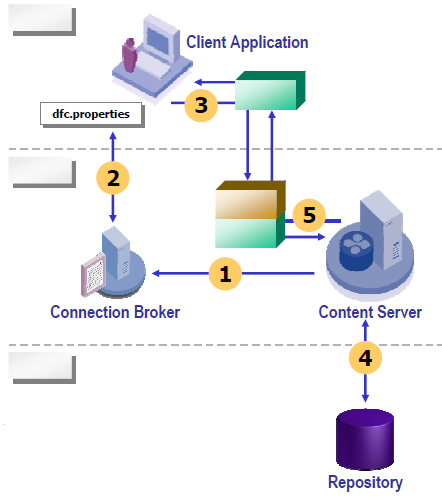 Client Application
3
dfc.properties
2
5
1
Connection Broker
Content Server
4
Repository